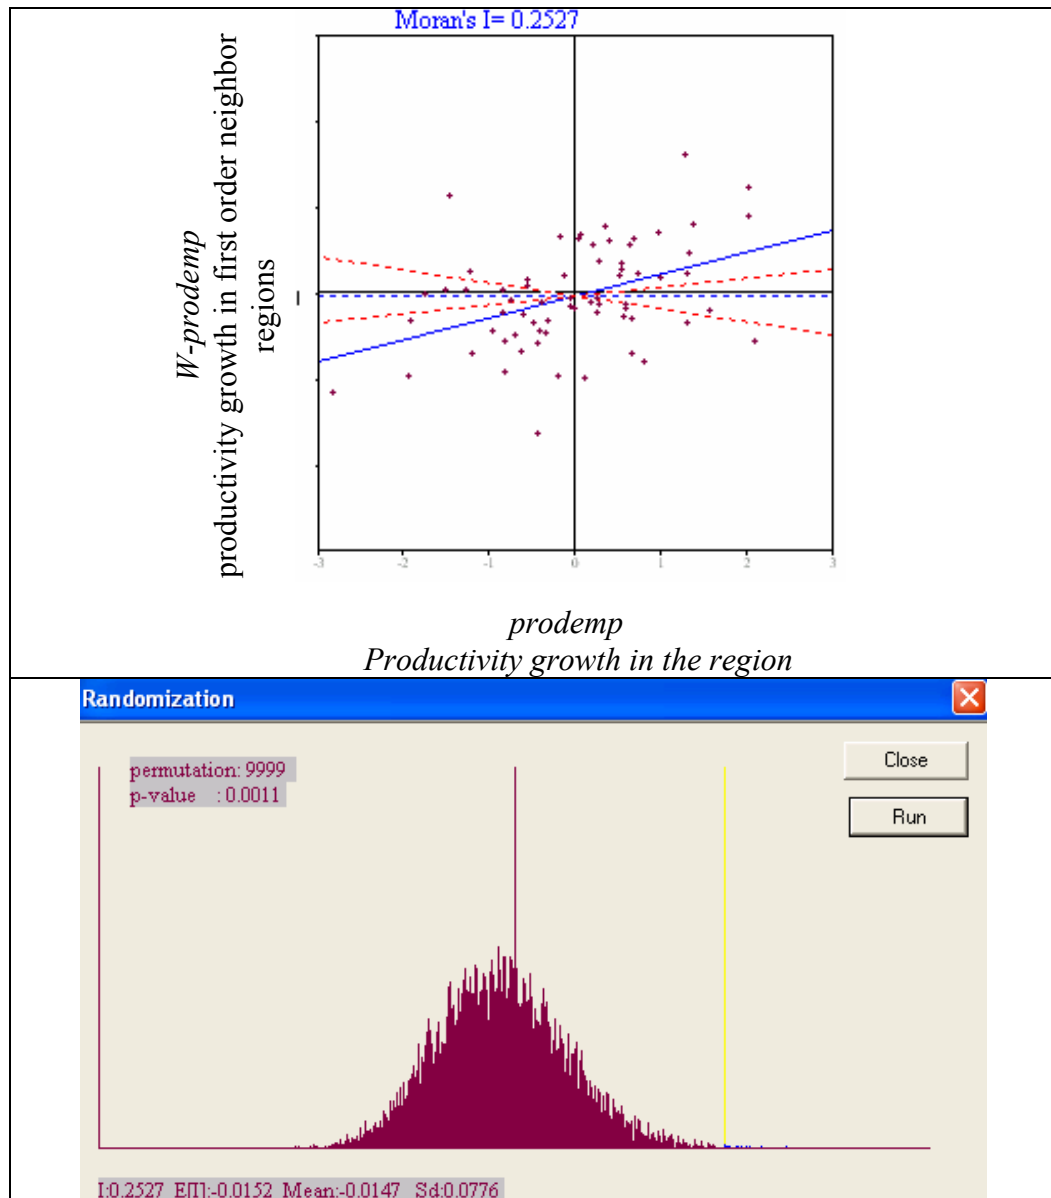 Moran's I= 0.2527
W-prodemp
productivity growth in first order neighbor
regions
-3 -2 -1 0 1 2 3
prodemp
Productivity growth in the region
Randomization
permutation: 9999
p-value : 0.0011
Close
Run
I:0.2527 E[I]:-0.0152 Mean:-0.0147 Sd:0.0776